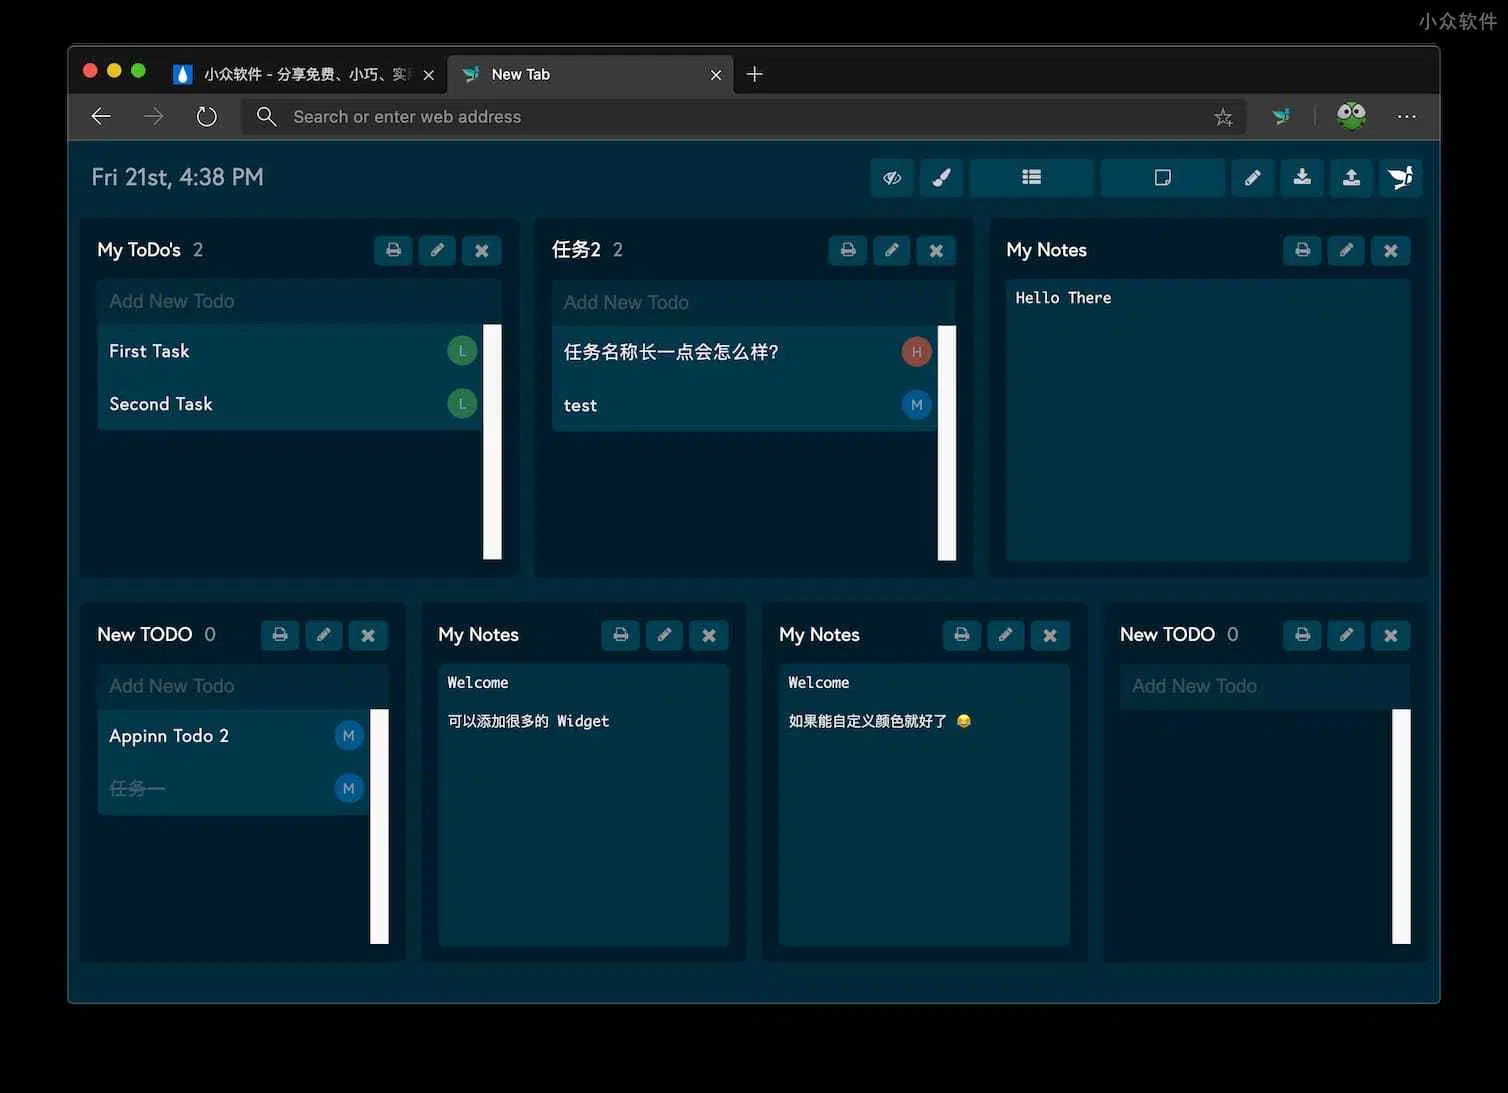 小众软件
小众软件 - 分享免费、小巧、实
New Tab
Search or enter web address
Fri 21st, 4:38 PM
My ToDo's 2
Add New Todo
First Task L
Second Task L
任务2 2
Add New Todo
任务名称长一点会怎么样? H
test M
My Notes
Hello There
New TODO 0
Add New Todo
Appinn Todo 2 M
任务一 M
My Notes
Welcome
可以添加很多的 Widget
My Notes
Welcome
如果能自定义颜色就好了 😂
New TODO 0
Add New Todo